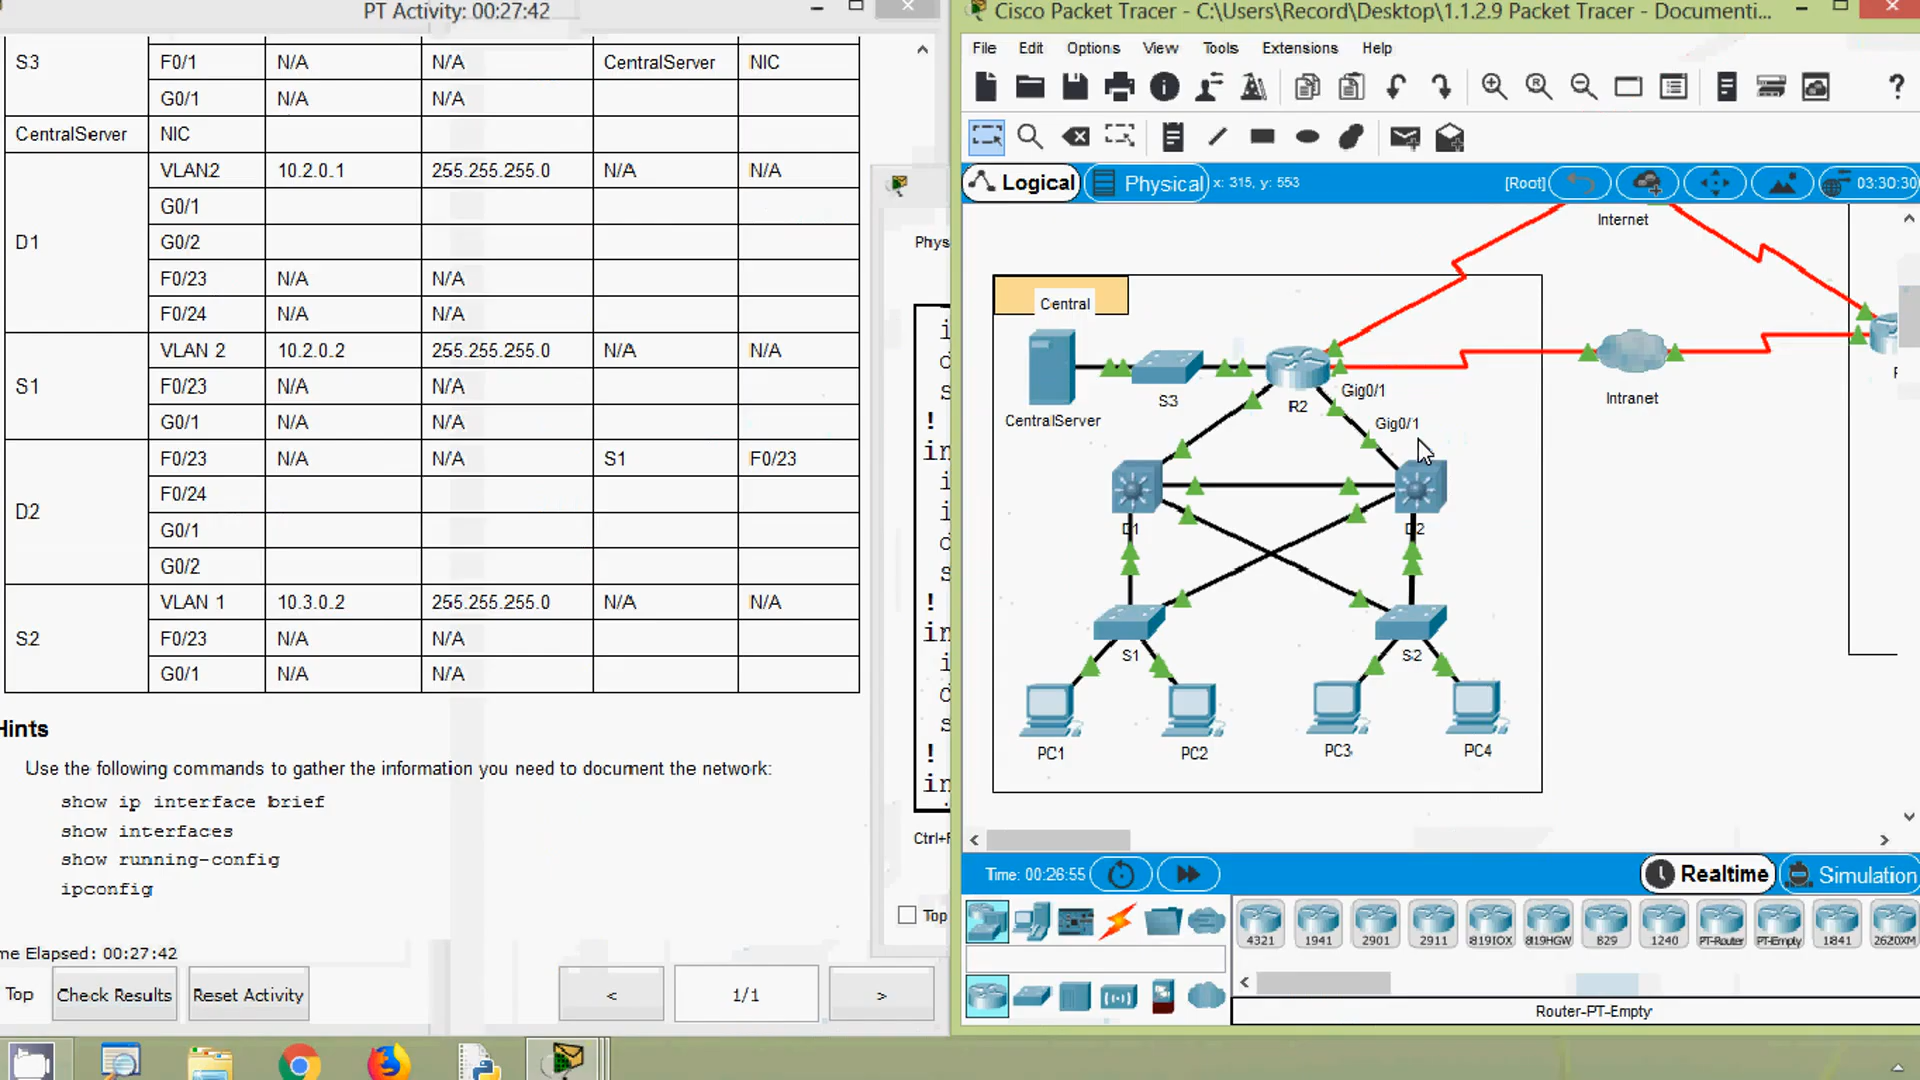 PT Activity: 00:27:42
S3 F0/1 N/A N/A CentralServer NIC
G0/1 N/A N/A
CentralServer NIC
D1 VLAN2 10.2.0.1 255.255.255.0 N/A N/A
G0/1
G0/2
F0/23 N/A N/A
F0/24 N/A N/A
S1 VLAN 2 10.2.0.2 255.255.255.0 N/A N/A
F0/23 N/A N/A
G0/1 N/A N/A
D2 F0/23 N/A N/A S1 F0/23
F0/24
G0/1
G0/2
S2 VLAN 1 10.3.0.2 255.255.255.0 N/A N/A
F0/23 N/A N/A
G0/1 N/A N/A
Hints
Use the following commands to gather the information you need to document the network:
show ip interface brief
show interfaces
show running-config
ipconfig
me Elapsed: 00:27:42
Top Check Results Reset Activity < 1/1 >
Phys
i
d
s
!
in
i
i
d
s
!
in
i
d
s
!
in
Ctrl+F
Top
Cisco Packet Tracer - C:\Users\Record\Desktop\1.1.2.9 Packet Tracer - Documenti...
File Edit Options View Tools Extensions Help
Logical Physical x: 315, y: 553 [Root] 03:30:30
Internet
Central
CentralServer
S3
R2
Gig0/1
Gig0/1
Intranet
D1
D2
S1
S2
PC1
PC2
PC3
PC4
Time: 00:26:55 Realtime Simulation
4321 1941 2901 2911 819IOX 819HGW 829 1240 PT-Router PT-Empty 1841 2620XM
Router-PT-Empty